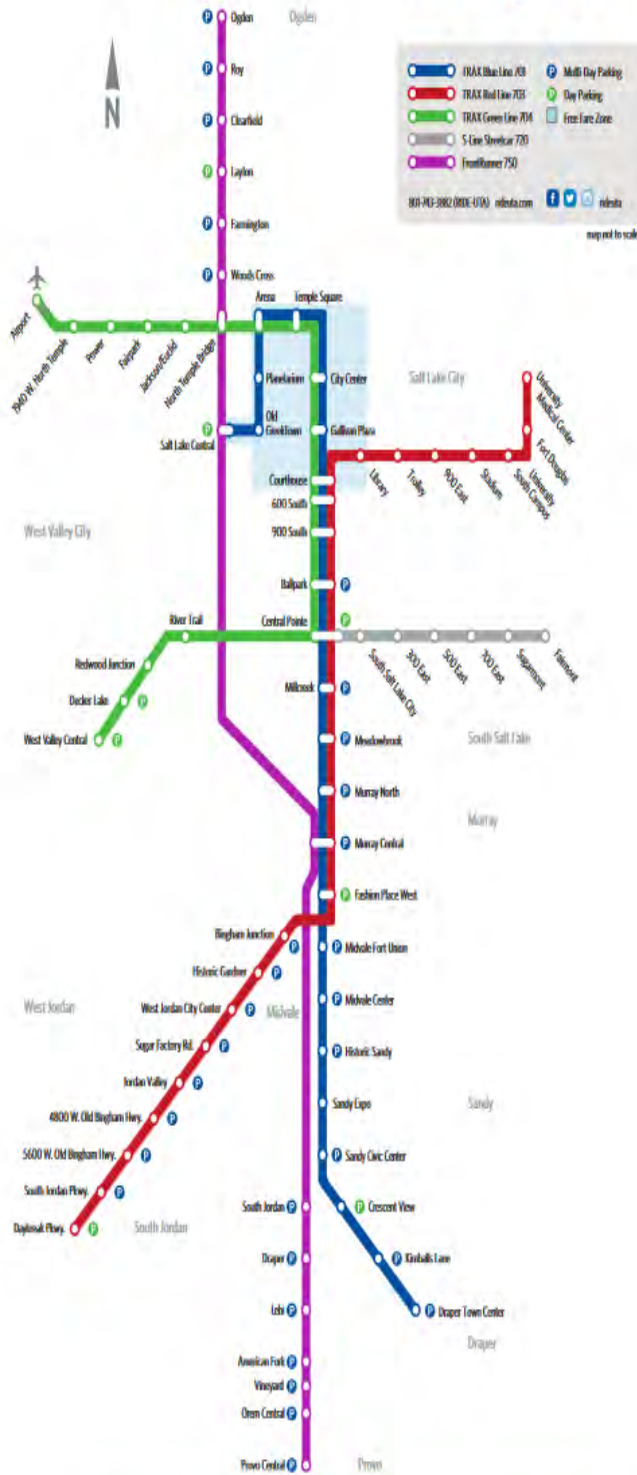 Ogden
Ogden
Roy
N
Clearfield
Layton
Farmington
Woods Cross
TRAX Blue Line 701
TRAX Red Line 703
TRAX Green Line 704
S-Line Streetcar 720
FrontRunner 750
P Multi-Day Parking
P Day Parking
Free Fare Zone
801-743-3882 (RIDE-UTA) rideuta.com
rideuta
map not to scale
Arena
Temple Square
Airport
1940 W. North Temple
Power
Fairpark
Jackson/Euclid
North Temple Bridge
Planetarium
City Center
Salt Lake City
Old
Greektown
Gallivan Plaza
Salt Lake Central
University
Medical Center
Fort Douglas
Courthouse
Library
Trolley
900 East
Stadium
University
South Campus
600 South
900 South
West Valley City
Ballpark
River Trail
Central Pointe
Redwood Junction
Decker Lake
West Valley Central
South Salt Lake City
300 East
500 East
700 East
Sugarmont
Fairmont
Millcreek
Meadowbrook
South Salt Lake
Murray North
Murray
Murray Central
Fashion Place West
Bingham Junction
Midvale Fort Union
Historic Gardner
West Jordan City Center
Midvale Center
West Jordan
Midvale
Sugar Factory Rd.
Historic Sandy
Jordan Valley
Sandy Expo
Sandy
4800 W. Old Bingham Hwy.
5600 W. Old Bingham Hwy.
Sandy Civic Center
South Jordan Pkwy.
South Jordan
Crescent View
Daybreak Pkwy.
South Jordan
Draper
Kimballs Lane
Lehi
Draper Town Center
Draper
American Fork
Vineyard
Orem Central
Provo Central
Provo